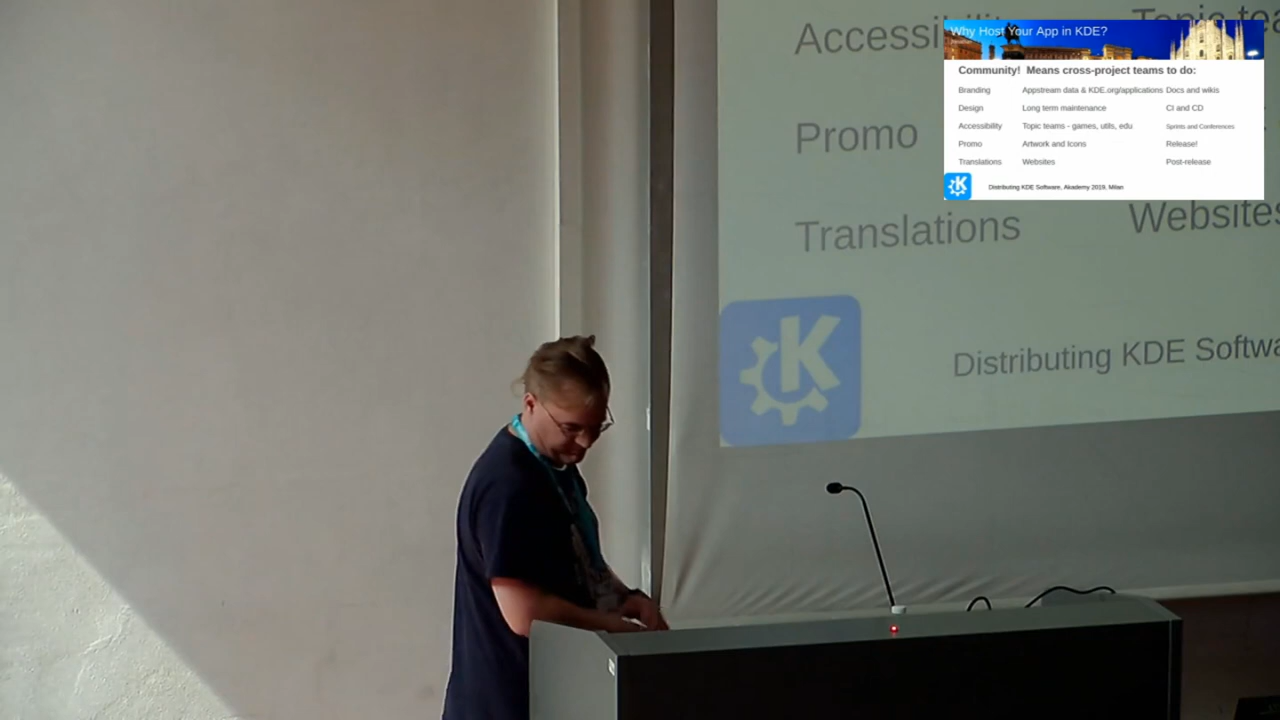 Accessi
Topic tea
Promo
Translations
Websites
Distributing KDE Softwa
K
Why Host Your App in KDE?
Community! Means cross-project teams to do:
Branding Appstream data & KDE.org/applications Docs and wikis
Design Long term maintenance CI and CD
Accessibility Topic teams - games, utils, edu Sprints and Conferences
Promo Artwork and Icons Release!
Translations Websites Post-release
K
Distributing KDE Software, Akademy 2019, Milan